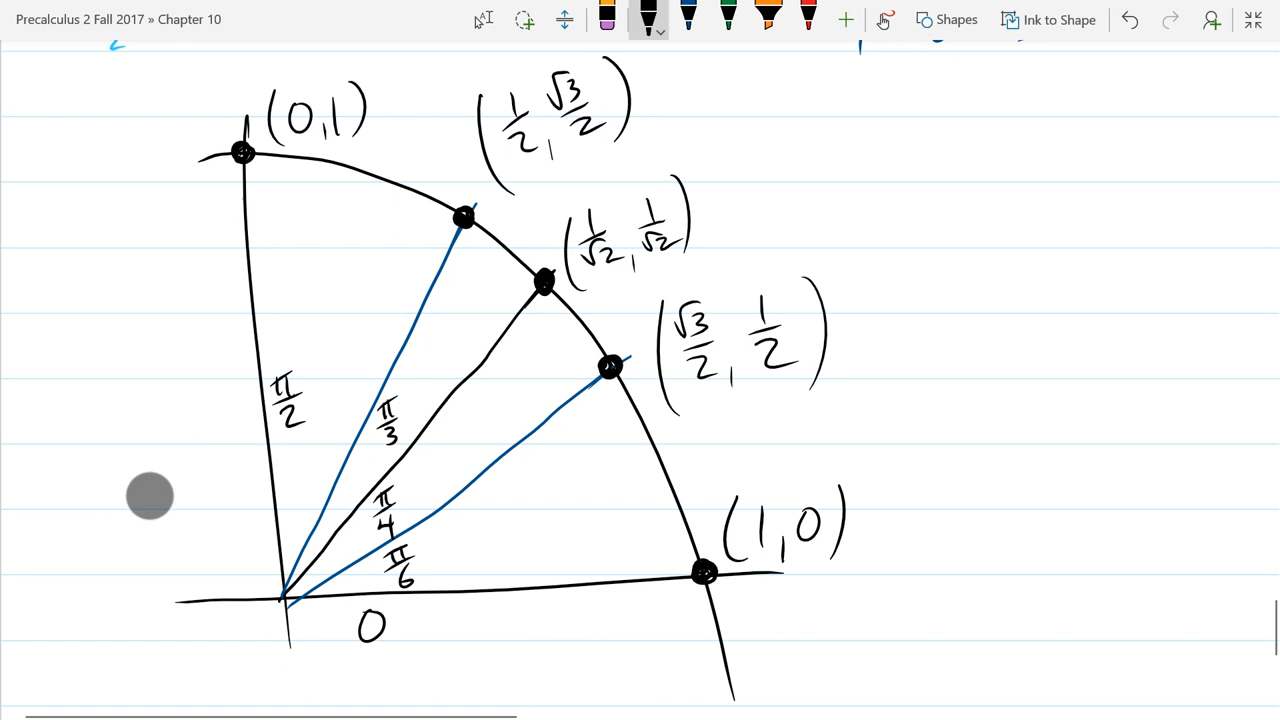 Precalculus 2 Fall 2017 » Chapter 10
Shapes
Ink to Shape
2
(0,1)
(1/2, √3/2)
(1/√2, 1/√2)
(√3/2, 1/2)
π/2
π/3
π/4
(1,0)
π/6
0